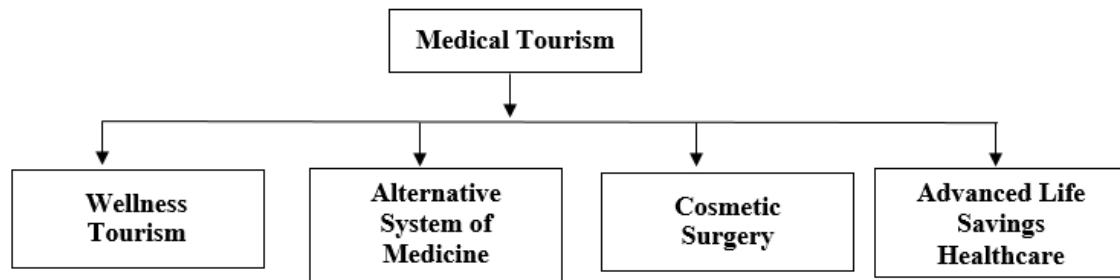 Medical Tourism
Wellness
Tourism
Alternative
System of
Medicine
Cosmetic
Surgery
Advanced Life
Savings
Healthcare